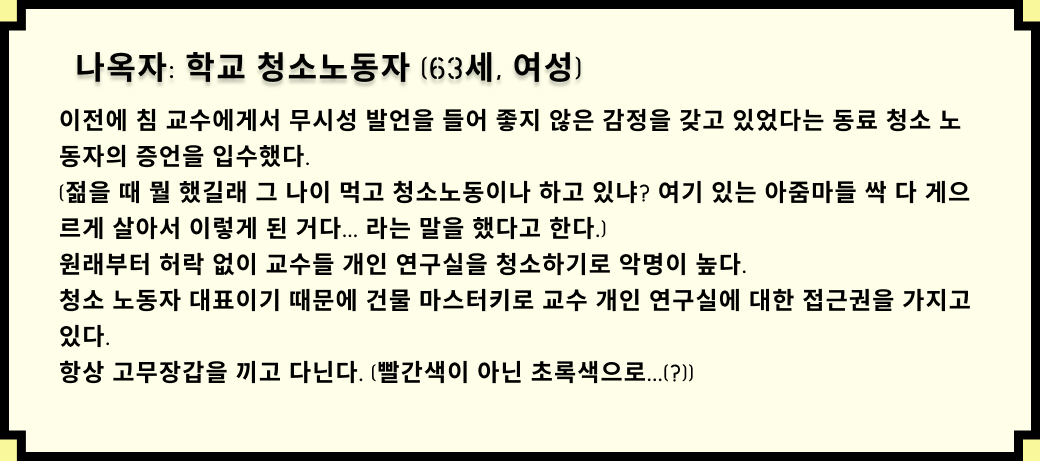 나옥자: 학교 청소노동자 (63세, 여성)
이전에 침 교수에게서 무시성 발언을 들어 좋지 않은 감정을 갖고 있었다는 동료 청소 노
동자의 증언을 입수했다.
(젊을 때 뭘 했길래 그 나이 먹고 청소노동이나 하고 있냐? 여기 있는 아줌마들 싹 다 게으
르게 살아서 이렇게 된 거다... 라는 말을 했다고 한다.)
원래부터 허락 없이 교수들 개인 연구실을 청소하기로 악명이 높다.
청소 노동자 대표이기 때문에 건물 마스터키로 교수 개인 연구실에 대한 접근권을 가지고
있다.
항상 고무장갑을 끼고 다닌다. (빨간색이 아닌 초록색으로...(?))